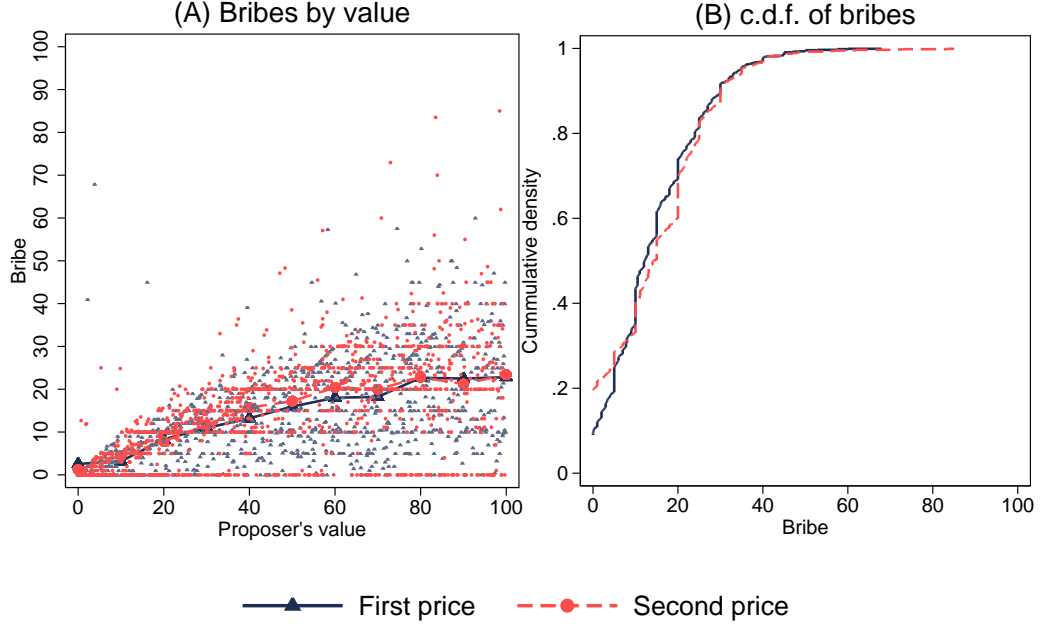 (A) Bribes by value
(B) c.d.f. of bribes
100
90
80
70
60
50
40
30
20
10
0
Bribe
0 20 40 60 80 100
Proposer's value
1
.8
.6
.4
.2
0
Cummulative density
0 20 40 60 80 100
Bribe
First price
Second price